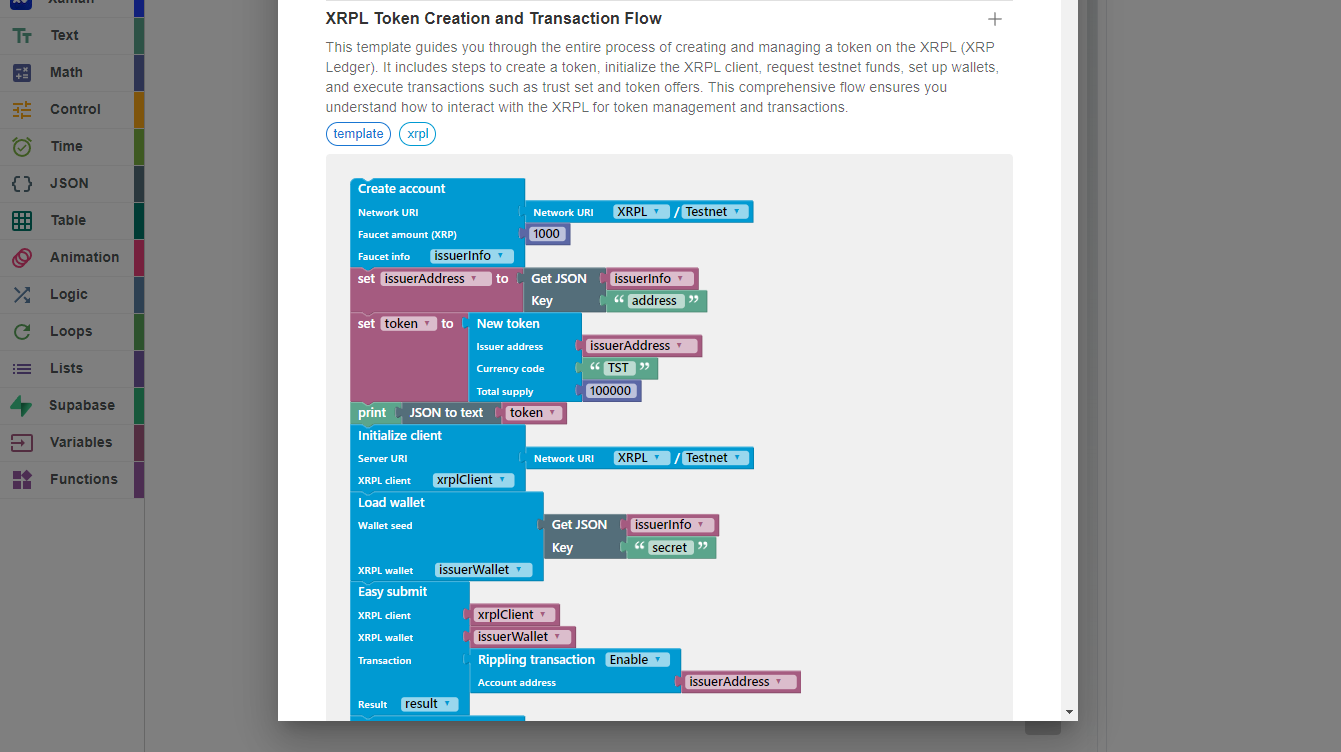 XRPL Token Creation and Transaction Flow
This template guides you through the entire process of creating and managing a token on the XRPL (XRP
Ledger). It includes steps to create a token, initialize the XRPL client, request testnet funds, set up wallets,
and execute transactions such as trust set and token offers. This comprehensive flow ensures you
understand how to interact with the XRPL for token management and transactions.
template xrpl
Text
Math
Control
Time
JSON
Table
Animation
Logic
Loops
Lists
Supabase
Variables
Functions
Create account
Network URI Network URI XRPL / Testnet
Faucet amount (XRP) 1000
Faucet info issuerInfo
set issuerAddress to Get JSON issuerInfo
Key “ address ”
set token to New token
Issuer address issuerAddress
Currency code “ TST ”
Total supply 100000
print JSON to text token
Initialize client
Server URI Network URI XRPL / Testnet
XRPL client xrplClient
Load wallet
Wallet seed Get JSON issuerInfo
Key “ secret ”
XRPL wallet issuerWallet
Easy submit
XRPL client xrplClient
XRPL wallet issuerWallet
Transaction Rippling transaction Enable
Account address issuerAddress
Result result